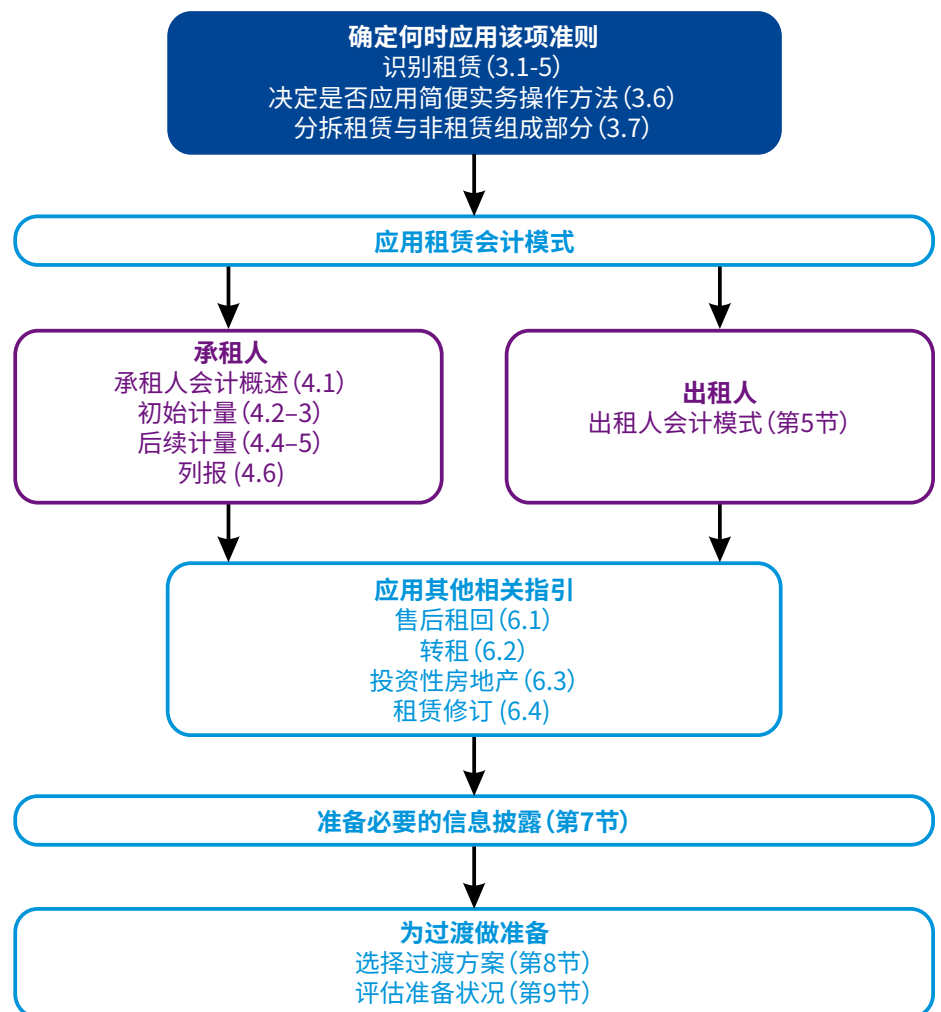 确定何时应用该项准则
识别租赁（3.1-5）
决定是否应用简便实务操作方法（3.6）
分拆租赁与非租赁组成部分（3.7）
应用租赁会计模式
承租人
承租人会计概述（4.1）
初始计量（4.2–3）
后续计量（4.4–5）
列报 (4.6)
出租人
出租人会计模式（第5节）
应用其他相关指引
售后租回（6.1）
转租（6.2）
投资性房地产（6.3）
租赁修订 (6.4)
准备必要的信息披露（第7节）
为过渡做准备
选择过渡方案（第8节）
评估准备状况（第9节）